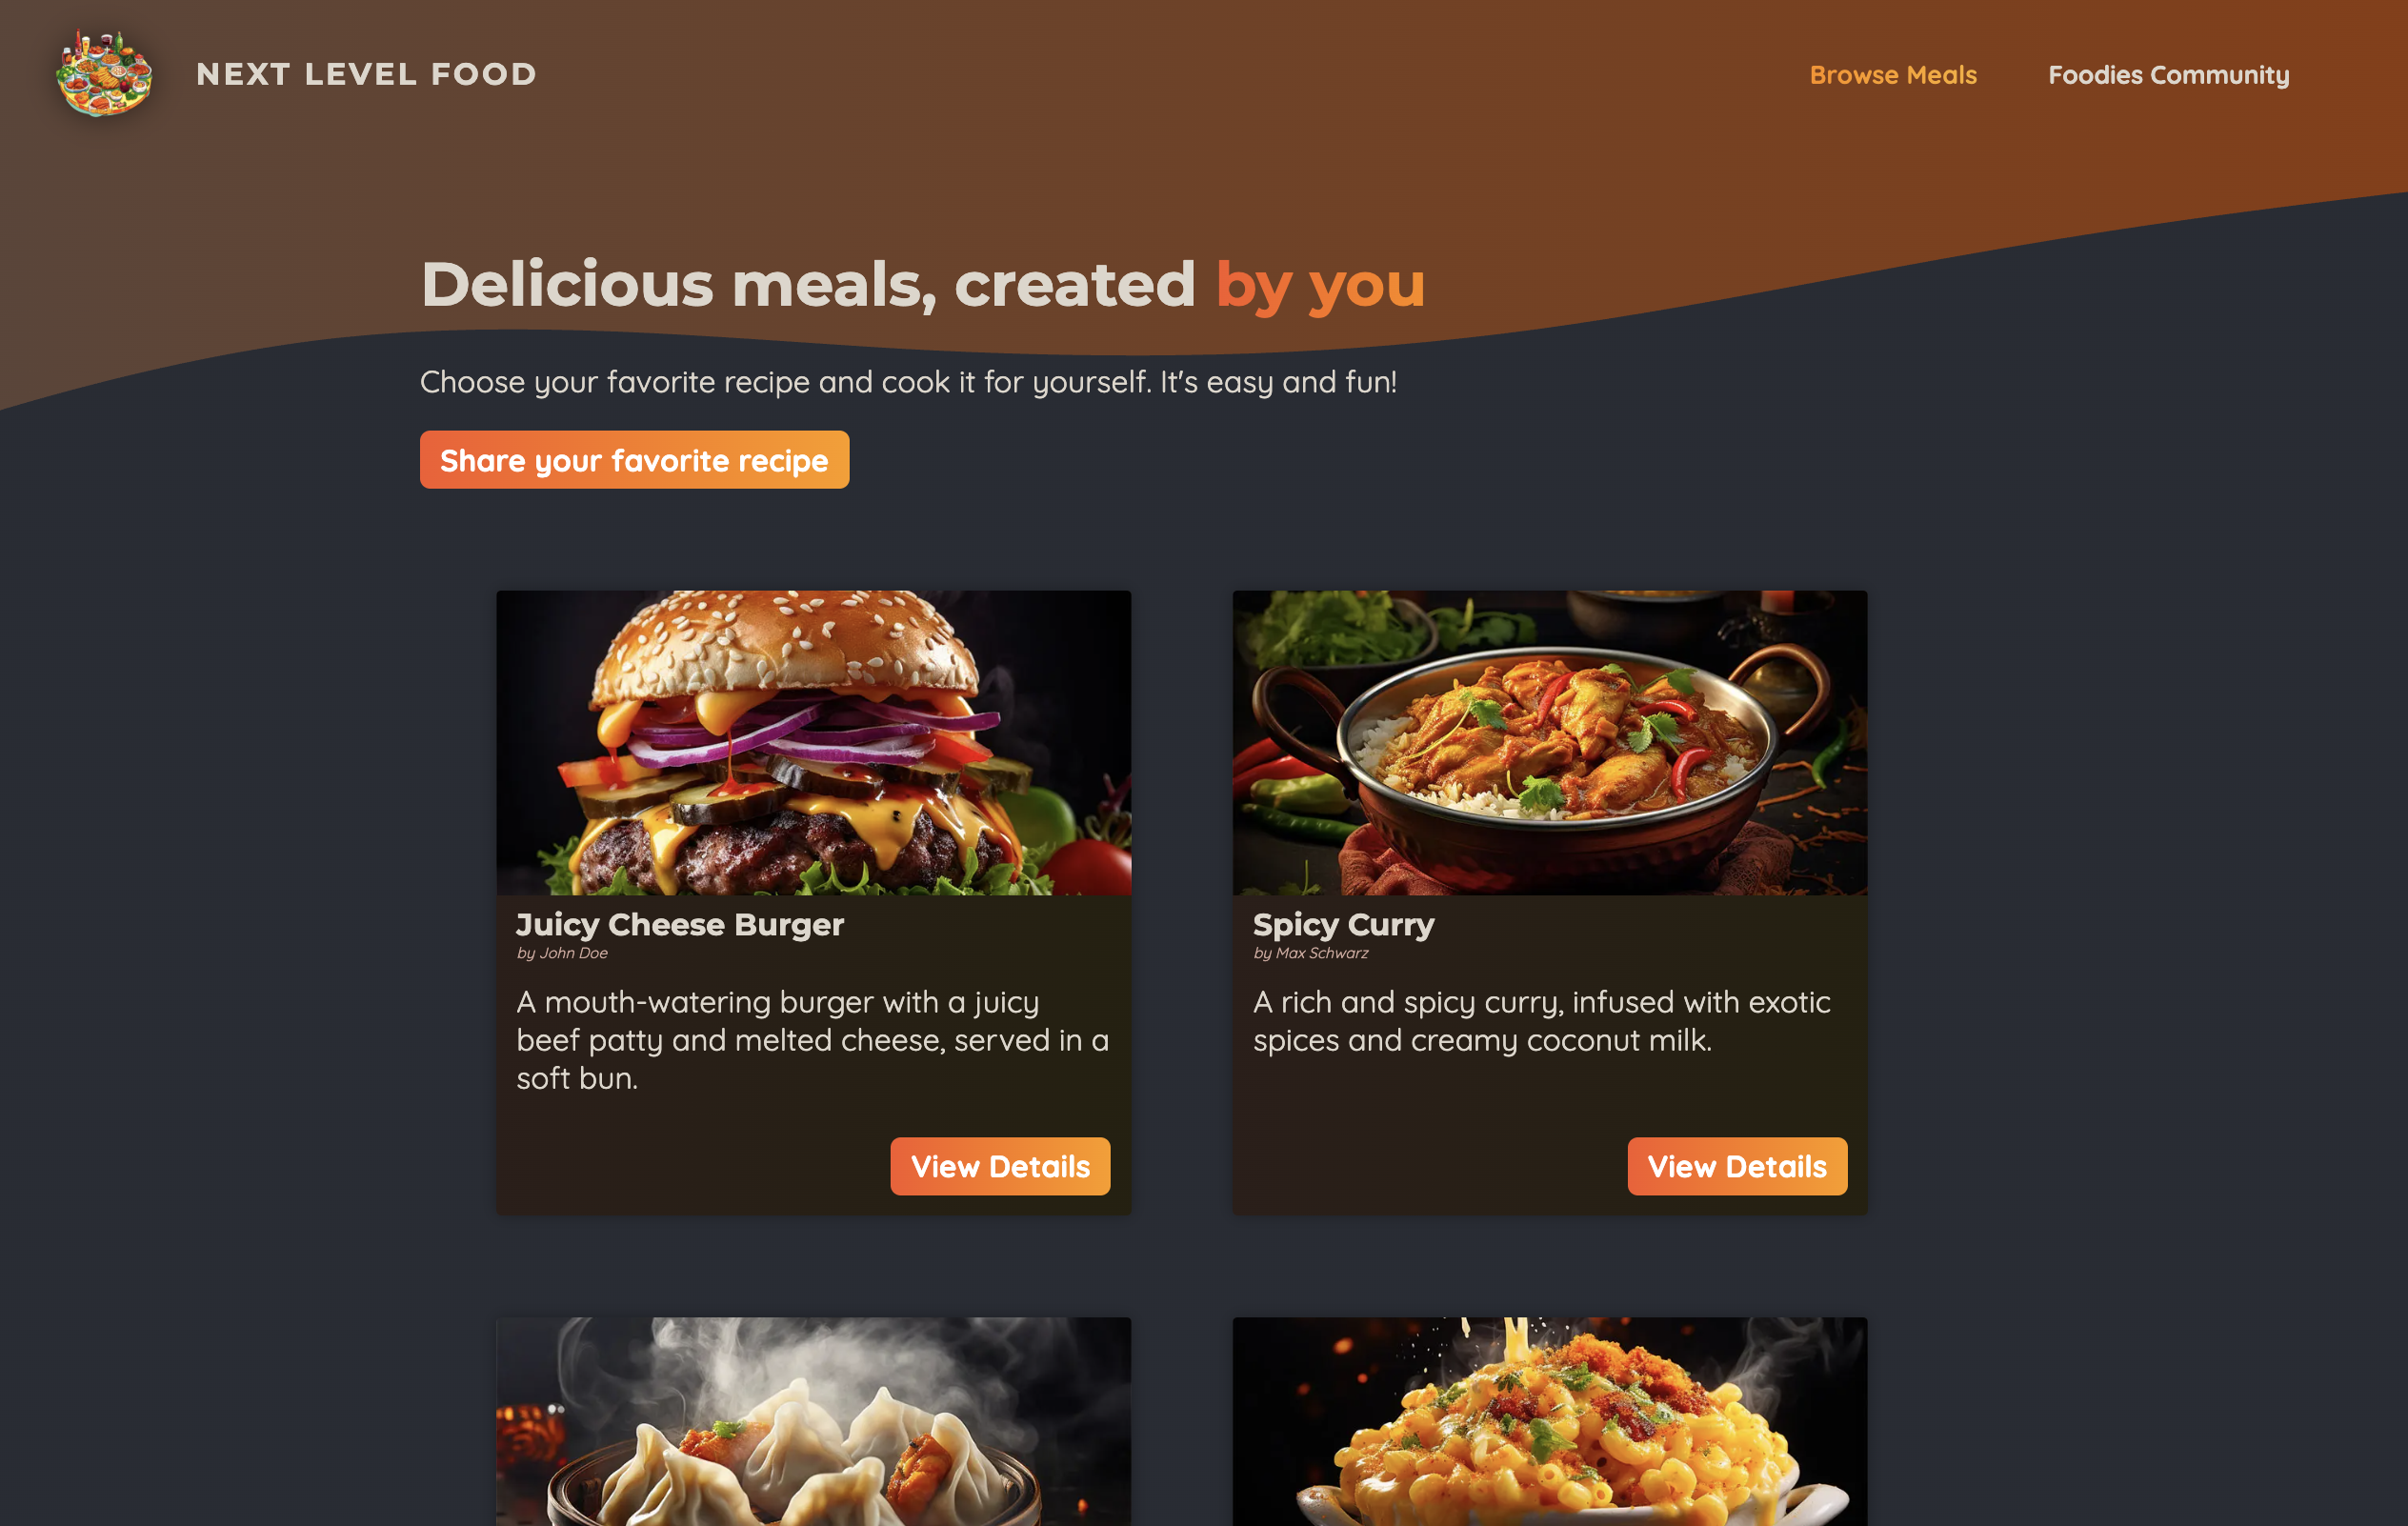 NEXT LEVEL FOOD
Browse Meals
Foodies Community
Delicious meals, created by you
Choose your favorite recipe and cook it for yourself. It's easy and fun!
Share your favorite recipe
Juicy Cheese Burger
by John Doe
A mouth-watering burger with a juicy
beef patty and melted cheese, served in a
soft bun.
View Details
Spicy Curry
by Max Schwarz
A rich and spicy curry, infused with exotic
spices and creamy coconut milk.
View Details